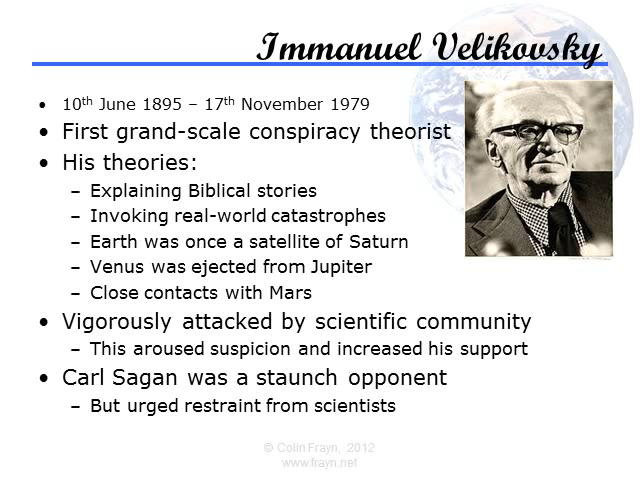 Immanuel Velikovsky
• 10th June 1895 – 17th November 1979
• First grand-scale conspiracy theorist
• His theories:
– Explaining Biblical stories
– Invoking real-world catastrophes
– Earth was once a satellite of Saturn
– Venus was ejected from Jupiter
– Close contacts with Mars
• Vigorously attacked by scientific community
– This aroused suspicion and increased his support
• Carl Sagan was a staunch opponent
– But urged restraint from scientists
© Colin Frayn, 2012
www.frayn.net